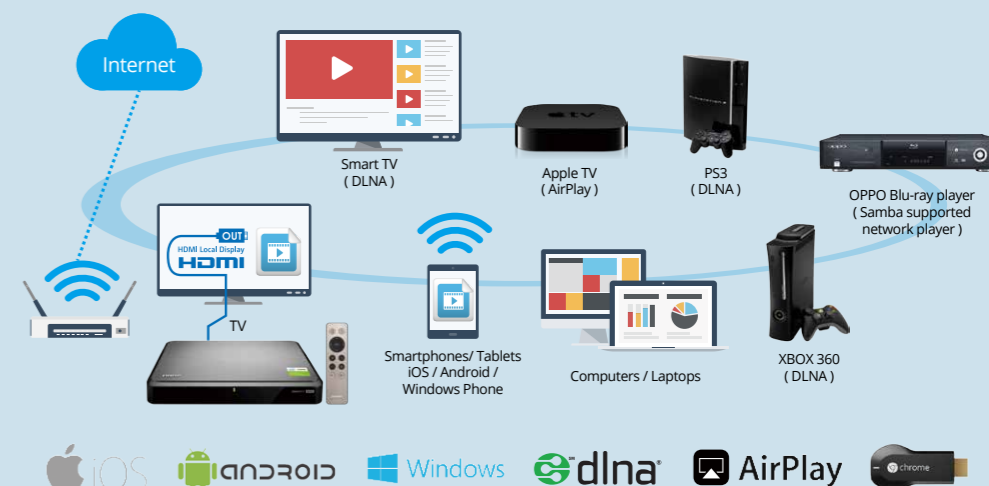 Internet
Smart TV
( DLNA )
tv
Apple TV
( AirPlay )
PS3
( DLNA )
OPPO
OPPO Blu-ray player
( Samba supported
network player )
OUT
HDMI Local Display
HDMI
TV
Smartphones/ Tablets
iOS / Android /
Windows Phone
Computers / Laptops
XBOX 360
( DLNA )
iOS
ANDROID
Windows
dlna
AirPlay
chrome